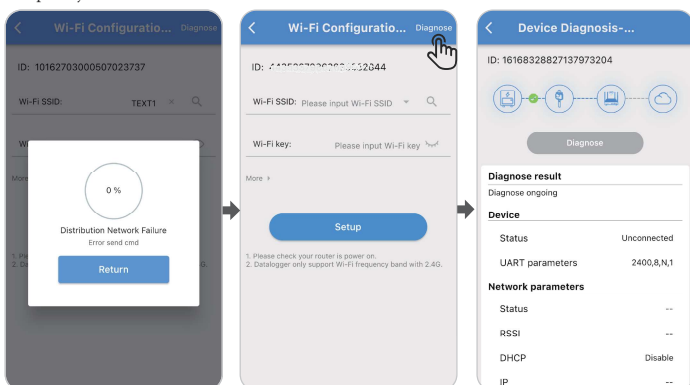 Wi-Fi Configuratio... Diagnose
ID: 10162703000507023737
Wi-Fi SSID: TEXT1
More
0 %
Distribution Network Failure
Error send cmd
Return
Wi-Fi Configuratio... Diagnose
ID:
Wi-Fi SSID: Please input Wi-Fi SSID
Wi-Fi key: Please input Wi-Fi key
More >
Setup
1. Please check your router is power on.
2. Datalogger only support Wi-Fi frequency band with 2.4G.
Device Diagnosis-...
ID: 16168328827137973204
Diagnose
Diagnose result
Diagnose ongoing
Device
Status Unconnected
UART parameters 2400,8,N,1
Network parameters
Status --
RSSI --
DHCP Disable
IP --